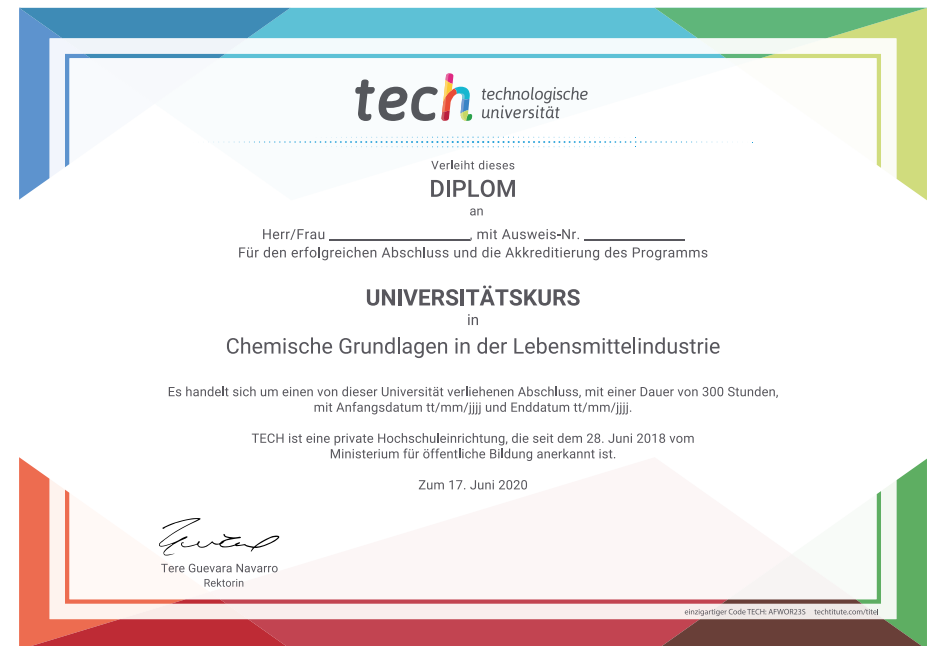 tech technologische
universität
Verleiht dieses
DIPLOM
an
Herr/Frau ____________, mit Ausweis-Nr. ____________
Für den erfolgreichen Abschluss und die Akkreditierung des Programms
UNIVERSITÄTSKURS
in
Chemische Grundlagen in der Lebensmittelindustrie
Es handelt sich um einen von dieser Universität verliehenen Abschluss, mit einer Dauer von 300 Stunden,
mit Anfangsdatum tt/mm/jjjj und Enddatum tt/mm/jjjj.
TECH ist eine private Hochschuleinrichtung, die seit dem 28. Juni 2018 vom
Ministerium für öffentliche Bildung anerkannt ist.
Zum 17. Juni 2020
Tere Guevara Navarro
Rektorin
einzigartiger Code TECH: AFWOR23S techtitute.com/titel